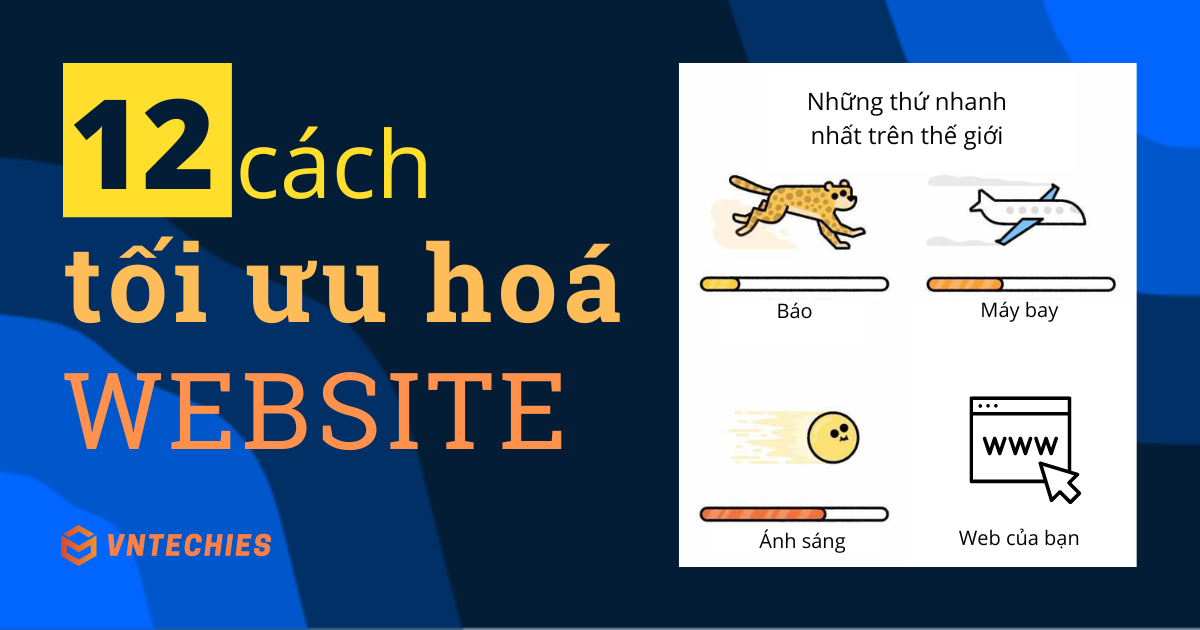 12 cách
tối ưu hoá
WEBSITE
VNTECHIES
Những thứ nhanh
nhất trên thế giới
Báo
Máy bay
Ánh sáng
WWW
Web của bạn